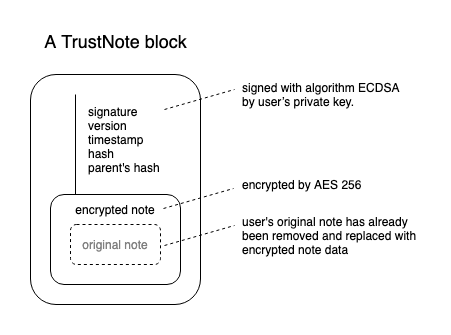 A TrustNote block
signed with algorithm ECDSA
by user's private key.
signature
version
timestamp
hash
parent's hash
encrypted by AES 256
encrypted note
user's original note has already
been removed and replaced with
encrypted note data
original note